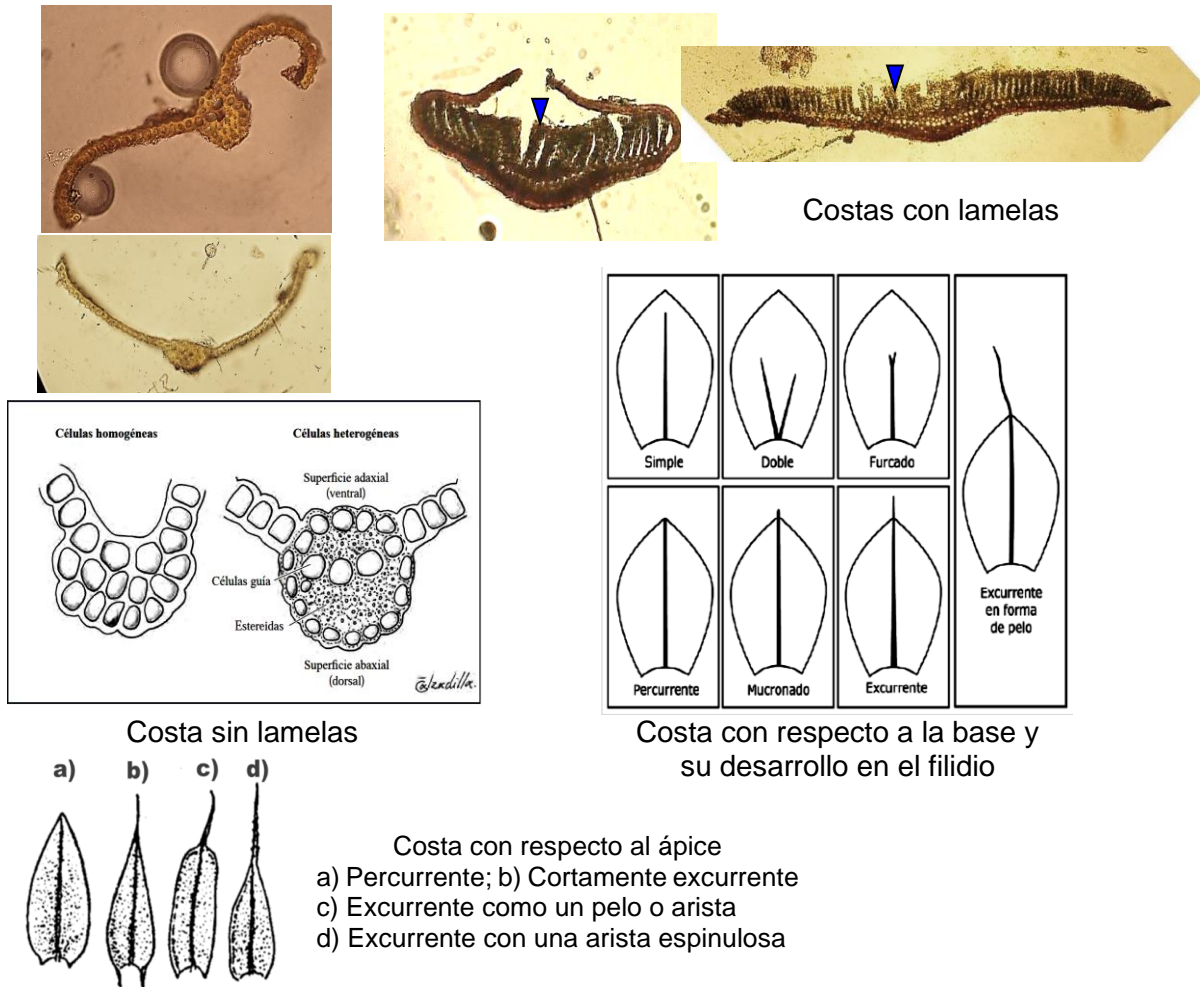 Costas con lamelas
Células homogéneas
Células heterogéneas
Superficie adaxial
(ventral)
Células guía
Estereídas
Superficie abaxial
(dorsal)
Calzadilla.
Costa sin lamelas
Simple
Doble
Furcado
Percurrente
Mucronado
Excurrente
Excurrente
en forma
de pelo
Costa con respecto a la base y
su desarrollo en el filidio
a)
b)
c)
d)
Costa con respecto al ápice
a) Percurrente; b) Cortamente excurrente
c) Excurrente como un pelo o arista
d) Excurrente con una arista espinulosa